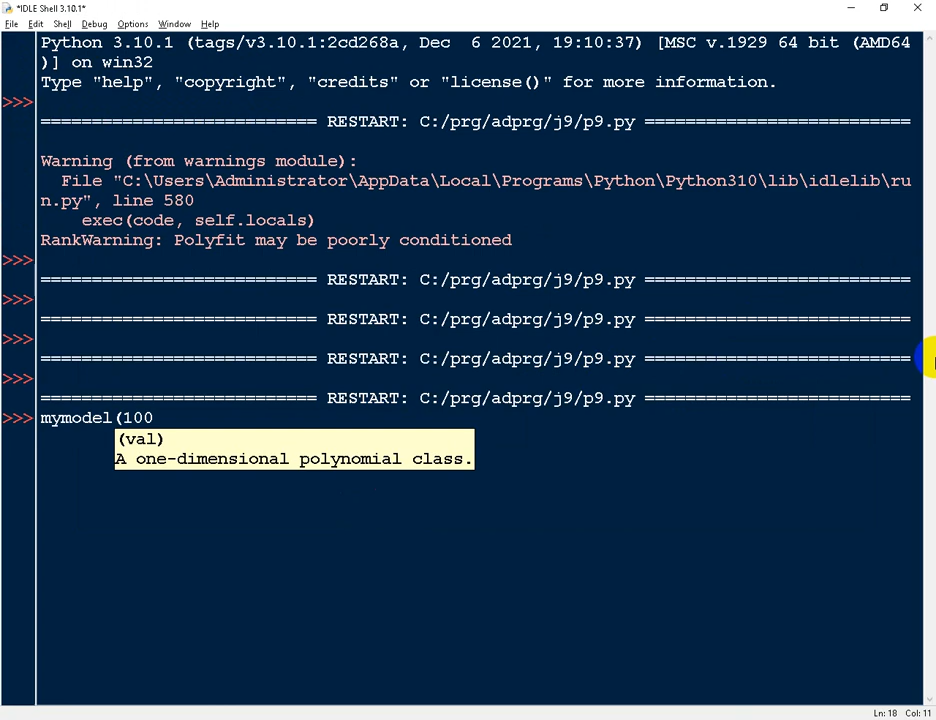 *IDLE Shell 3.10.1*
File Edit Shell Debug Options Window Help
Python 3.10.1 (tags/v3.10.1:2cd268a, Dec  6 2021, 19:10:37) [MSC v.1929 64 bit (AMD64
)] on win32
Type "help", "copyright", "credits" or "license()" for more information.
>>>
=========================== RESTART: C:/prg/adprg/j9/p9.py ==========================
Warning (from warnings module):
  File "C:\Users\Administrator\AppData\Local\Programs\Python\Python310\lib\idlelib\ru
n.py", line 580
    exec(code, self.locals)
RankWarning: Polyfit may be poorly conditioned
>>>
=========================== RESTART: C:/prg/adprg/j9/p9.py ==========================
>>>
=========================== RESTART: C:/prg/adprg/j9/p9.py ==========================
>>>
=========================== RESTART: C:/prg/adprg/j9/p9.py ==========================
>>>
=========================== RESTART: C:/prg/adprg/j9/p9.py ==========================
>>> mymodel(100
(val)
A one-dimensional polynomial class.
Ln: 18 Col: 11